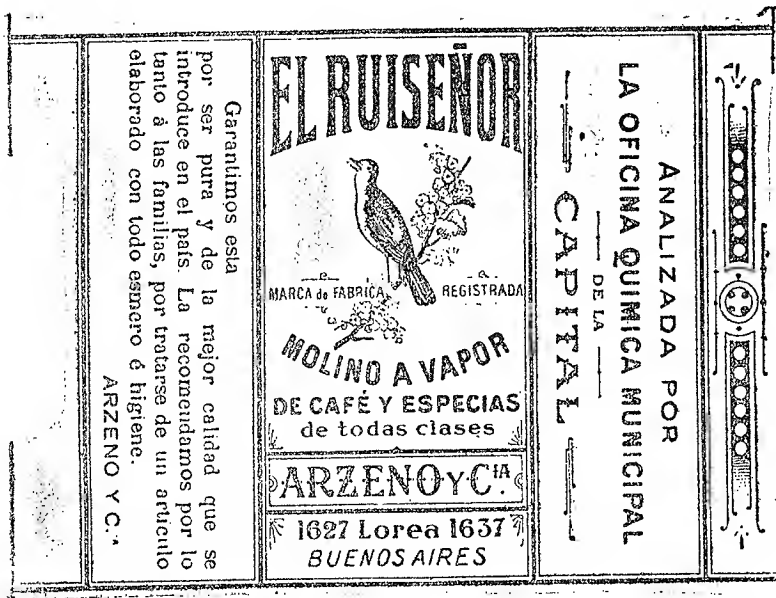 Garantimos esta
por ser pura y de la mejor calidad que se
introduce en el país. La recomendamos por lo
tanto á las familias, por tratarse de un articulo
elaborado con todo esmero é higiene.
ARZENO Y C.ᴬ
EL RUISEÑOR
MARCA de FABRICA REGISTRADA
MOLINO A VAPOR
DE CAFÉ Y ESPECIAS
de todas clases
ARZENO Y Cᴵᴬ.
1627 Lorea 1637
BUENOS AIRES
ANALIZADA POR
LA OFICINA QUIMICA MUNICIPAL
DE LA
CAPITAL